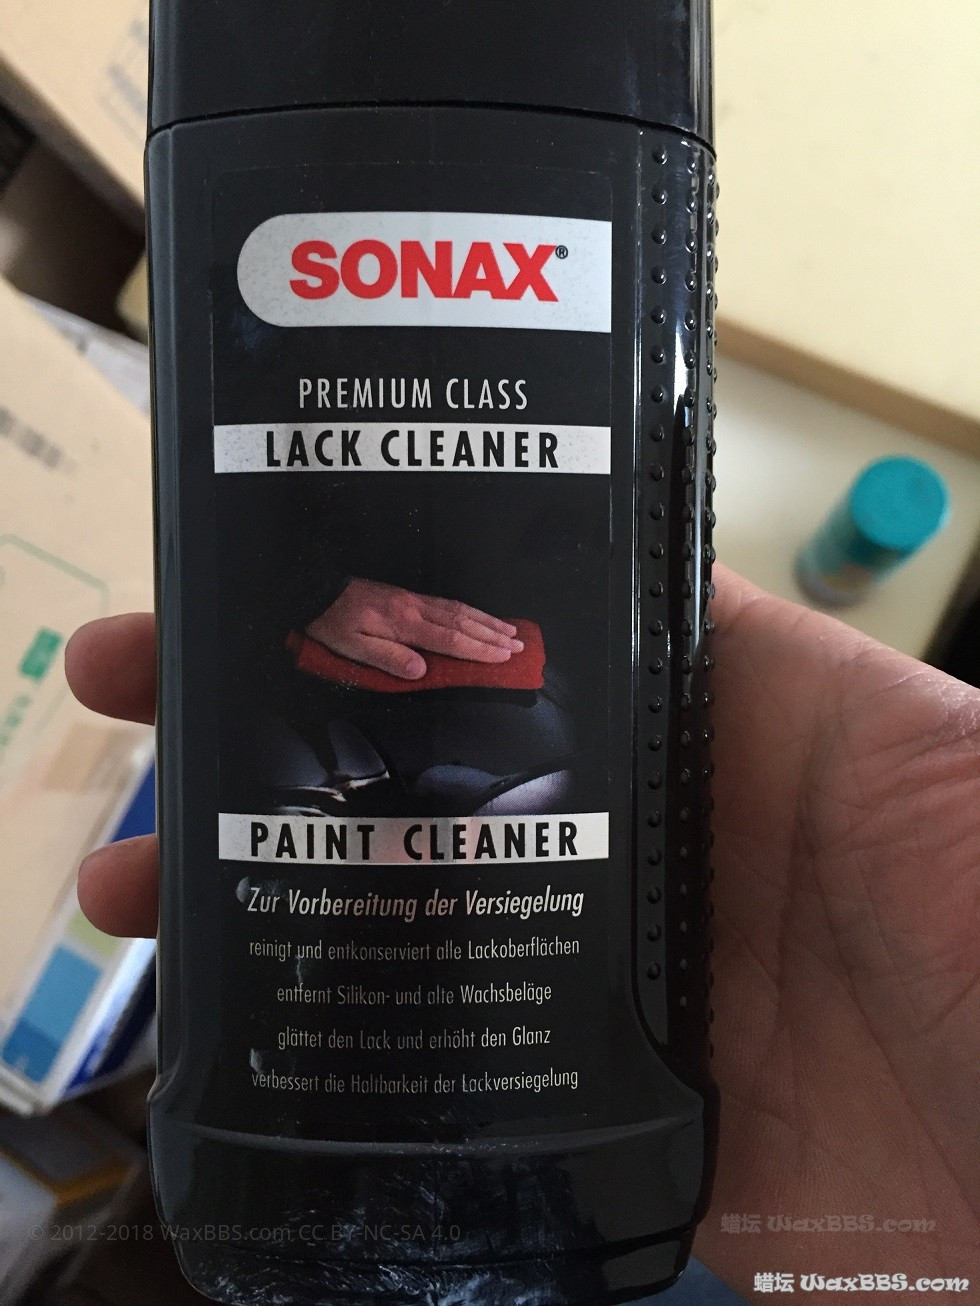 SONAX®
PREMIUM CLASS
LACK CLEANER
PAINT CLEANER
Zur Vorbereitung der Versiegelung
reinigt und entkonserviert alle Lackoberflächen
entfernt Silikon- und alte Wachsbeläge
glättet den Lack und erhöht den Glanz
verbessert die Haltbarkeit der Lackversiegelung
© 2012-2018 WaxBBS.com CC BY-NC-SA 4.0
蜡坛 WaxBBS.com
蜡坛 WaxBBS.com